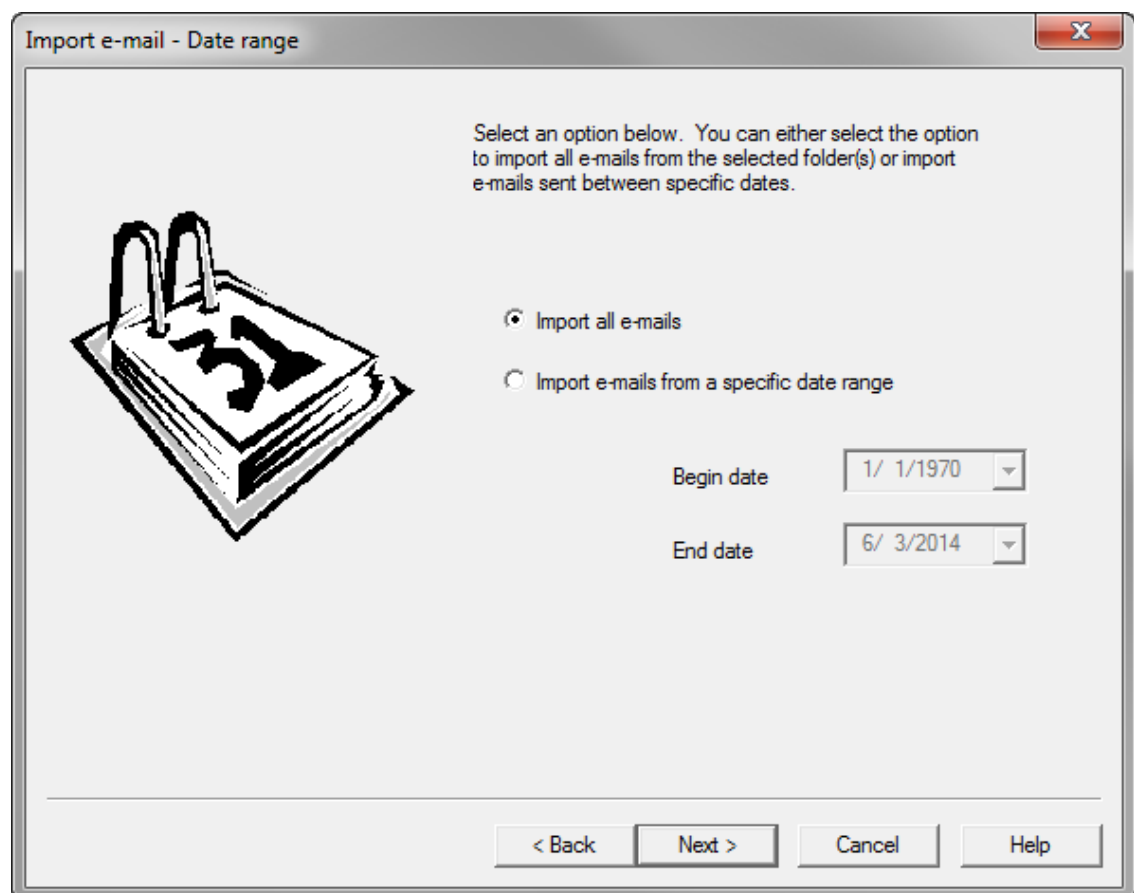 Import e-mail - Date range
Select an option below.  You can either select the option
to import all e-mails from the selected folder(s) or import
e-mails sent between specific dates.
31
Import all e-mails
Import e-mails from a specific date range
Begin date 1/ 1/1970
End date 6/ 3/2014
< Back Next > Cancel Help